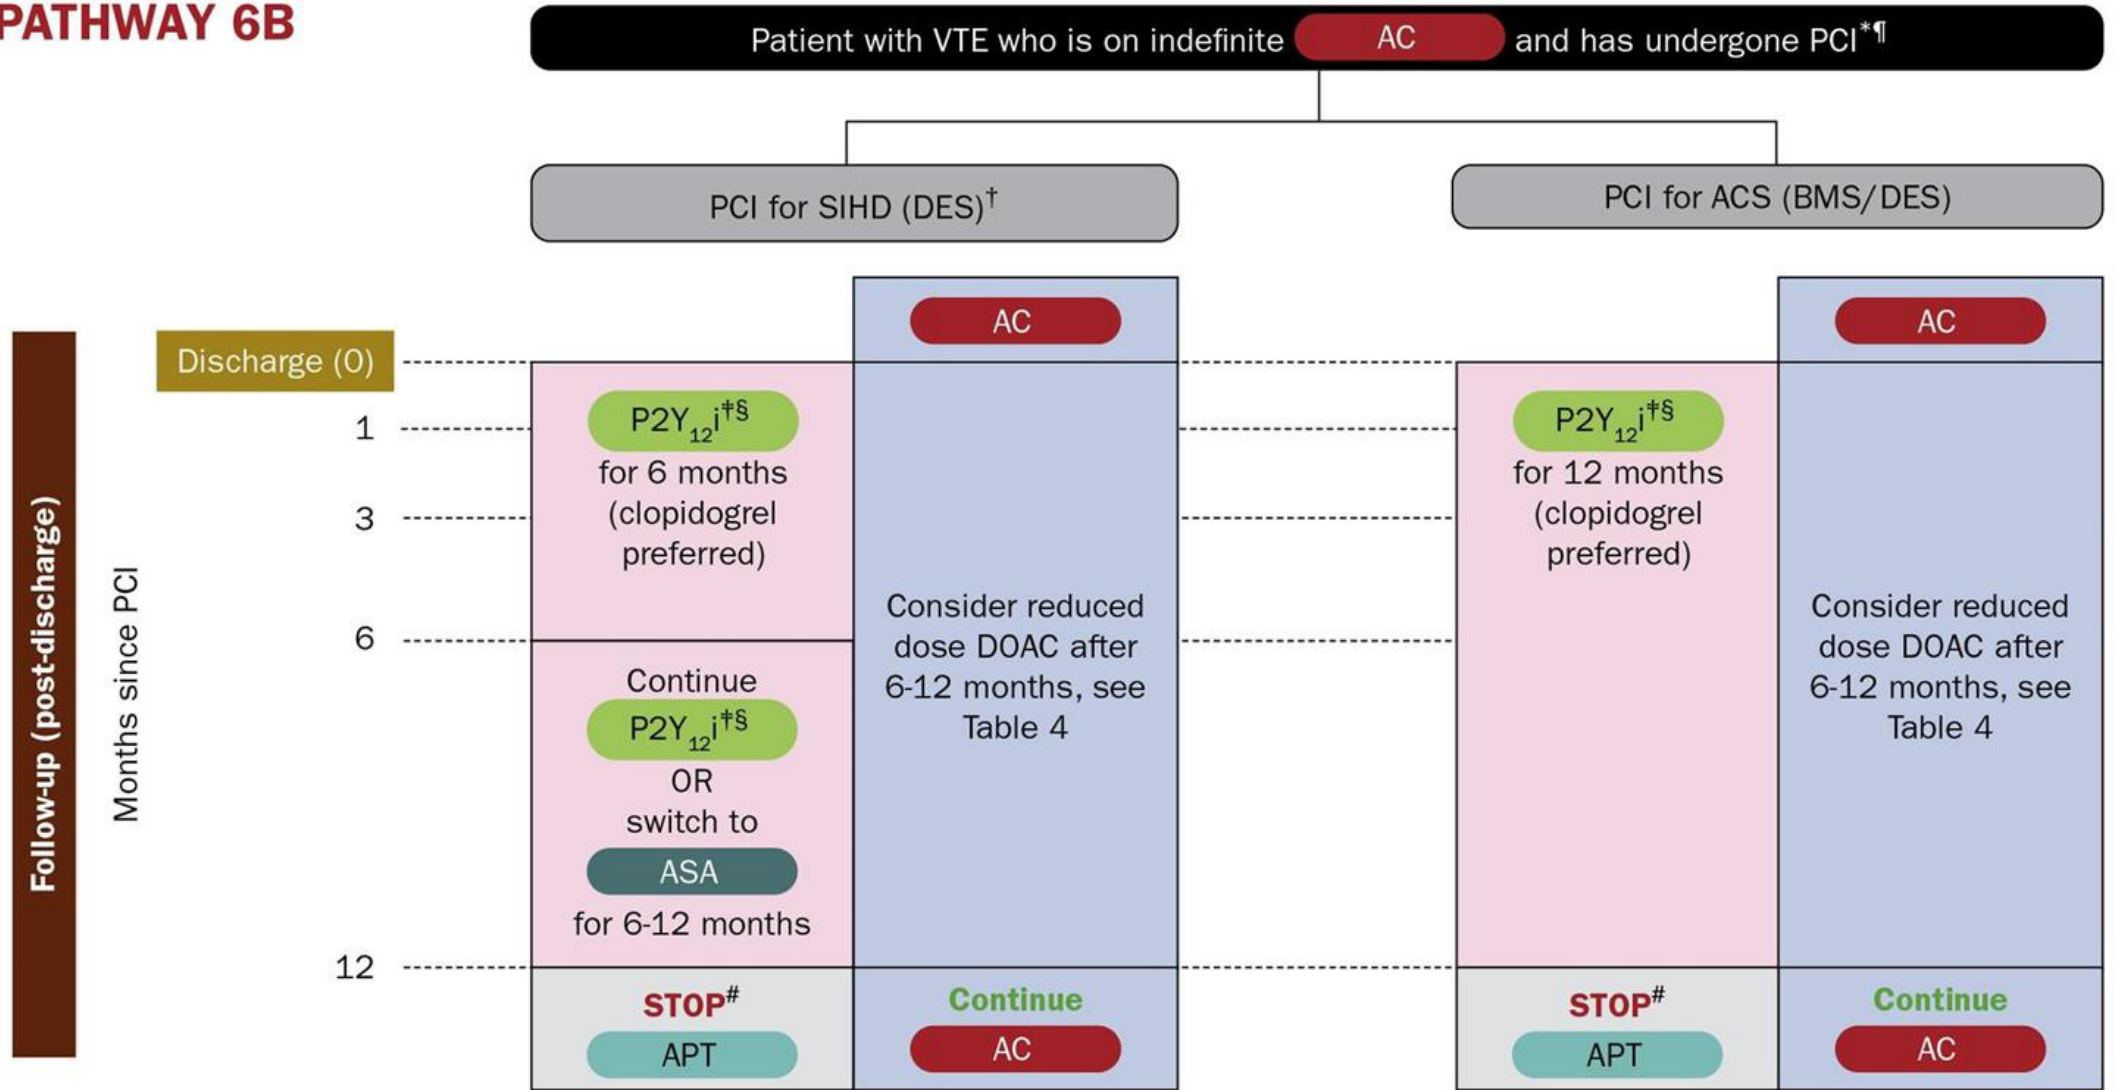 PATHWAY 6B
Patient with VTE who is on indefinite AC and has undergone PCI*¶
PCI for SIHD (DES)†
PCI for ACS (BMS/DES)
AC
AC
Follow-up (post-discharge)
Months since PCI
Discharge (0)
1
3
6
12
P2Y12i‡§
for 6 months
(clopidogrel
preferred)
Continue
P2Y12i‡§
OR
switch to
ASA
for 6-12 months
STOP#
APT
Consider reduced
dose DOAC after
6-12 months, see
Table 4
Continue
AC
P2Y12i‡§
for 12 months
(clopidogrel
preferred)
STOP#
APT
Consider reduced
dose DOAC after
6-12 months, see
Table 4
Continue
AC